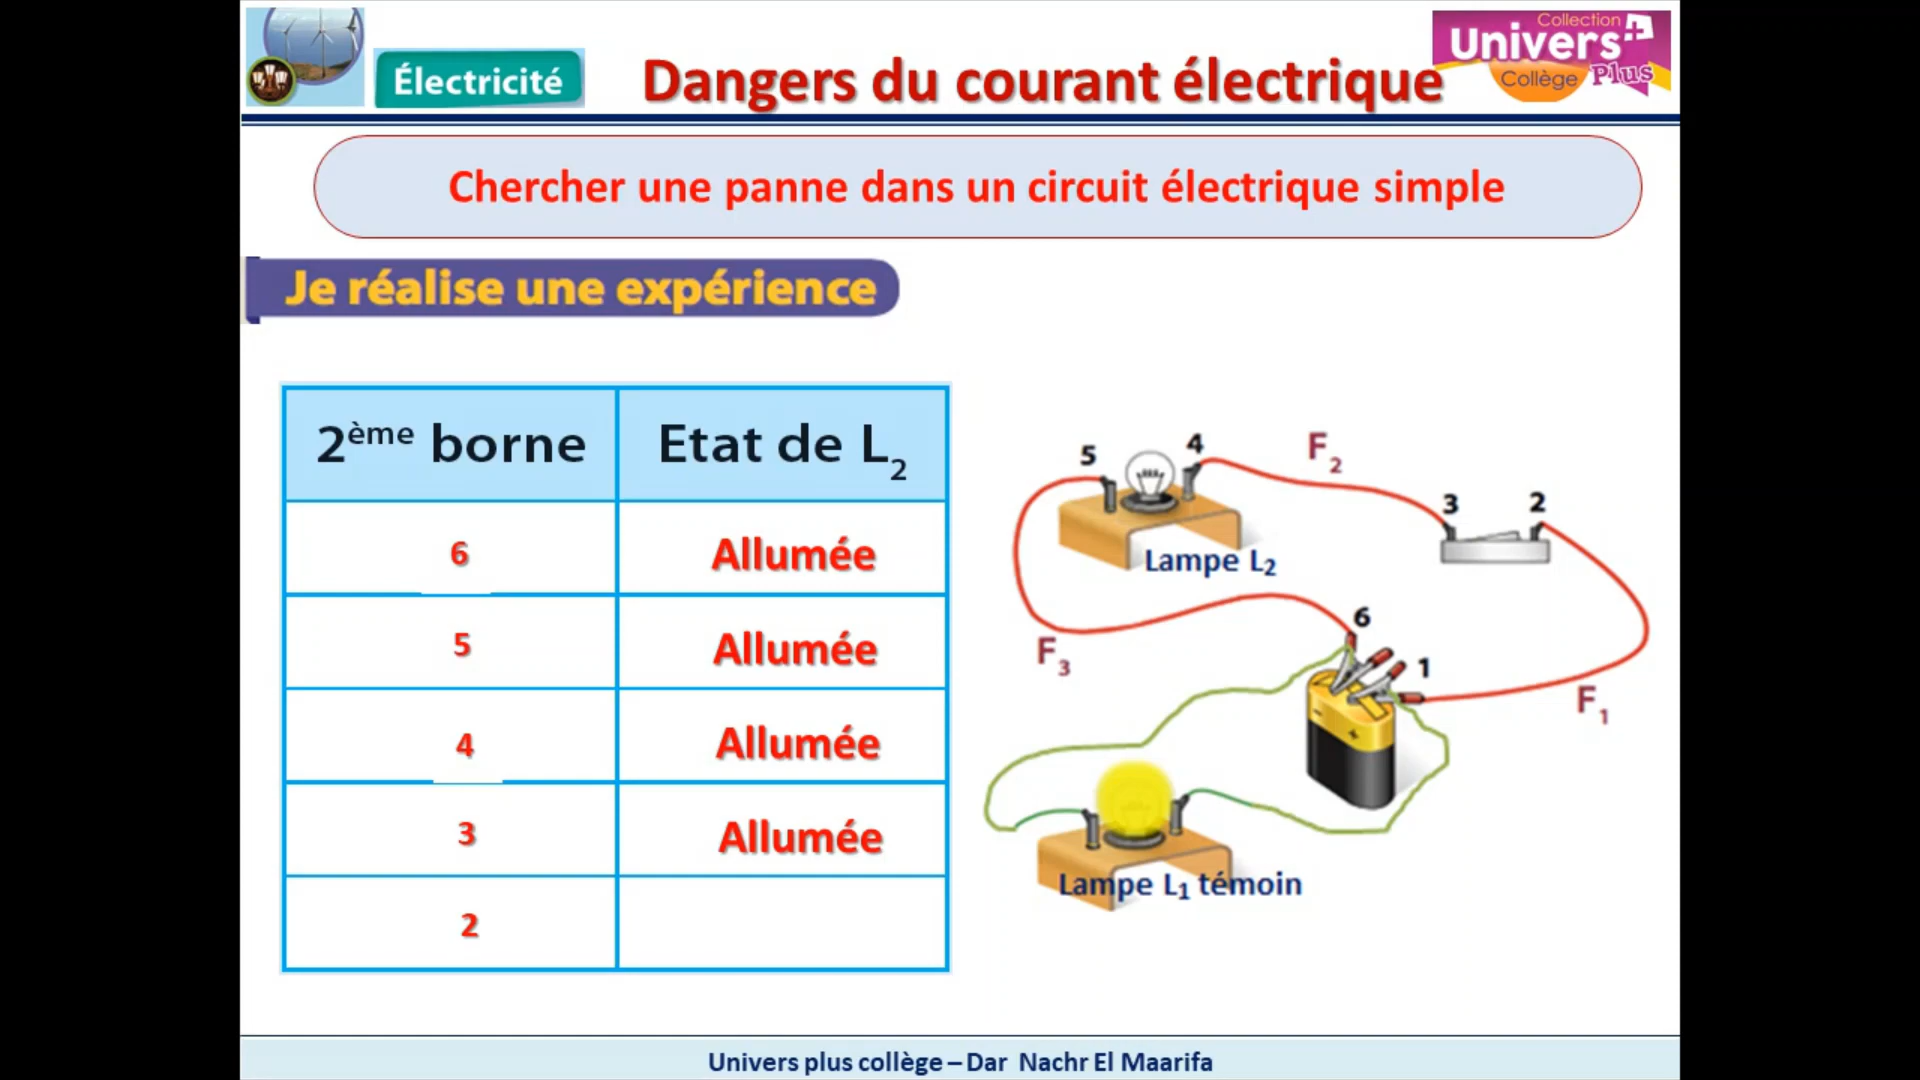 Électricité
Dangers du courant électrique
Collection
Univers+
Collège Plus
Chercher une panne dans un circuit électrique simple
Je réalise une expérience
2ème borne Etat de L2
6 Allumée
5 Allumée
4 Allumée
3 Allumée
2
5
4
F2
3
2
Lampe L2
6
F3
1
F1
Lampe L1 témoin
Univers plus collège – Dar Nachr El Maarifa